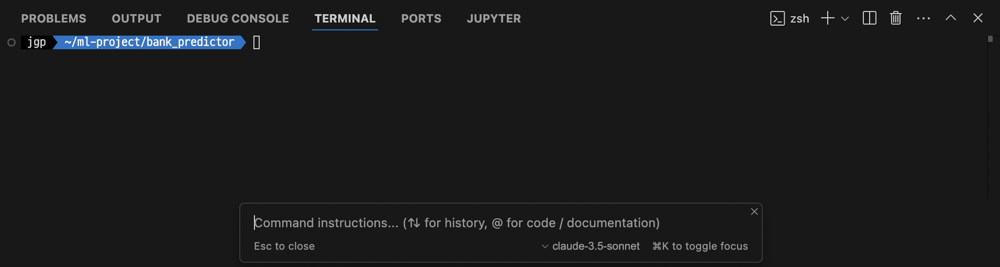 PROBLEMS OUTPUT DEBUG CONSOLE TERMINAL PORTS JUPYTER zsh
jgp ~/ml-project/bank_predictor
Command instructions... (⇅ for history, @ for code / documentation)
Esc to close claude-3.5-sonnet ⌘K to toggle focus